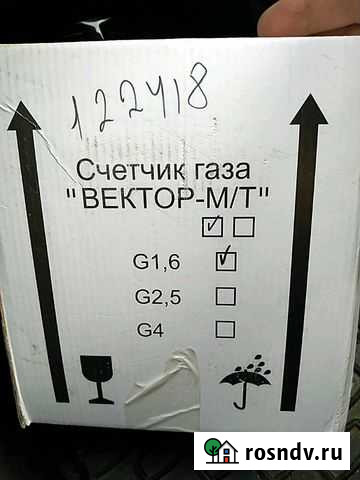 122418
Счетчик газа
"ВЕКТОР-М/Т"
G1,6
G2,5
G4
rosndv.ru